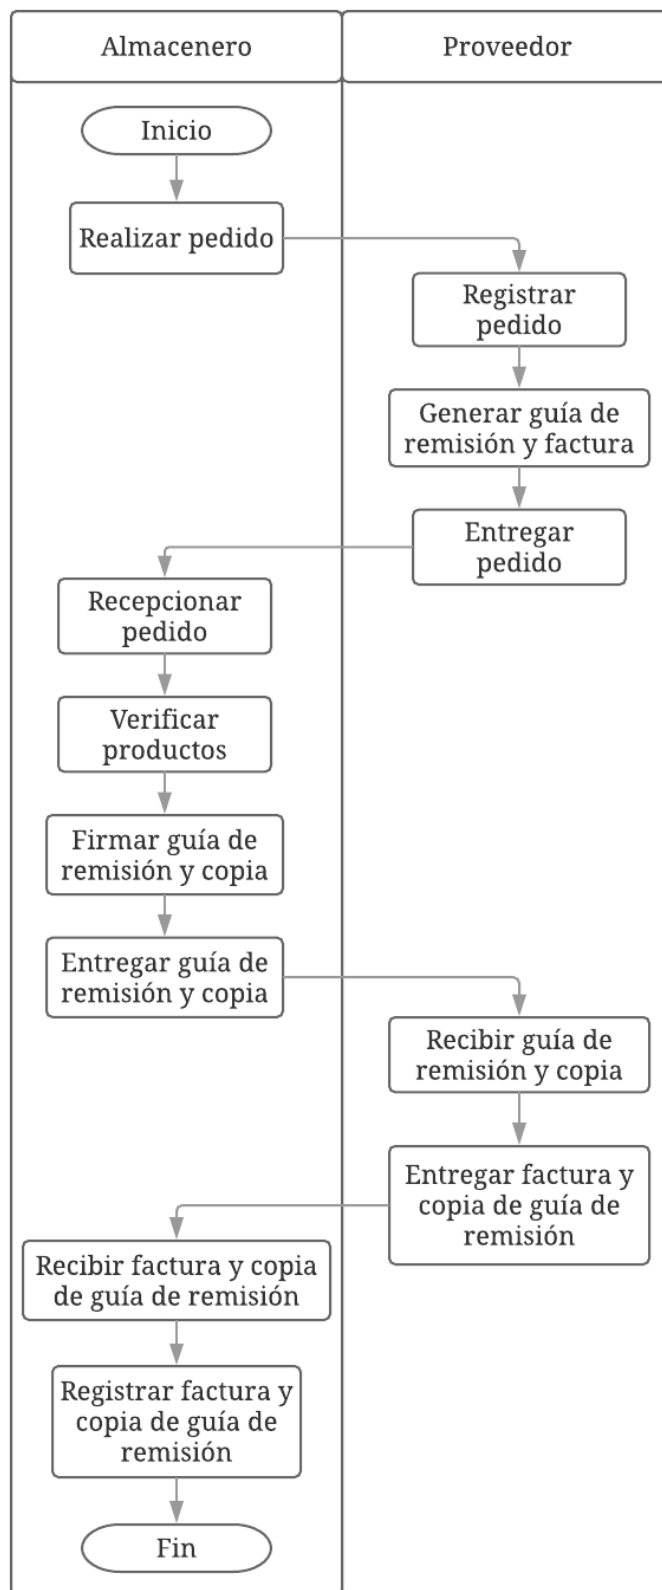 Almacenero
Proveedor
Inicio
Realizar pedido
Registrar
pedido
Generar guía de
remisión y factura
Entregar
pedido
Recepcionar
pedido
Verificar
productos
Firmar guía de
remisión y copia
Entregar guía de
remisión y copia
Recibir guía de
remisión y copia
Entregar factura y
copia de guía de
remisión
Recibir factura y copia
de guía de remisión
Registrar factura y
copia de guía de
remisión
Fin